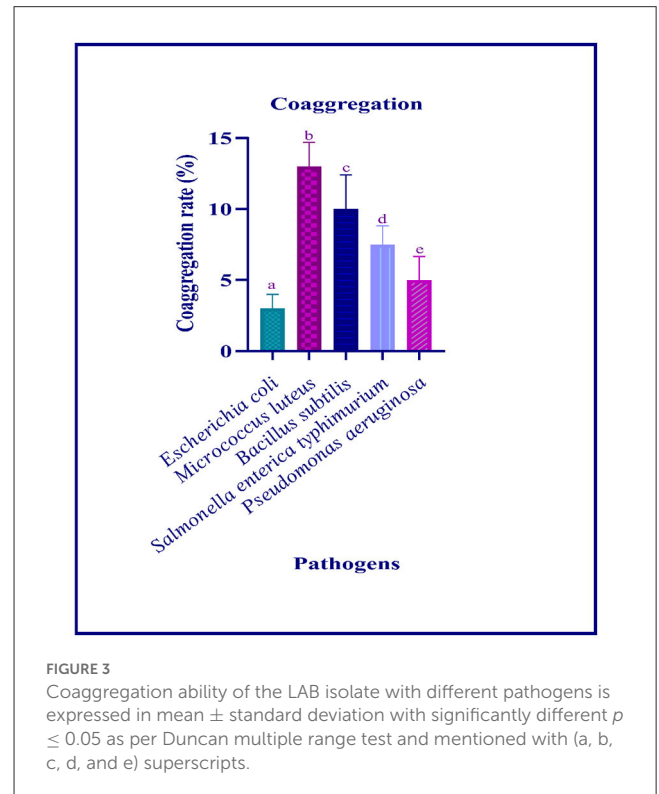 Coaggregation
Coaggregation rate (%)
15
10
5
0
a
b
c
d
e
Escherichia coli
Micrococcus luteus
Bacillus subtilis
Salmonella enterica typhimurium
Pseudomonas aeruginosa
Pathogens
FIGURE 3
Coaggregation ability of the LAB isolate with different pathogens is
expressed in mean ± standard deviation with significantly different p
≤ 0.05 as per Duncan multiple range test and mentioned with (a, b,
c, d, and e) superscripts.